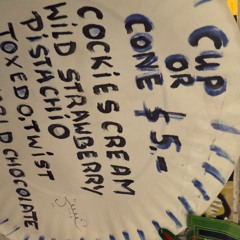 CUP
OR
CONE $5.-
COCKIES CREAM
WILD STRAWBERRY
PISTACHIO
TOXEDO, TWIST
CHOCOLATE